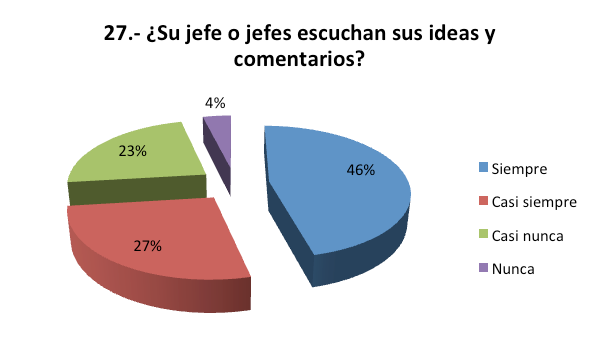 27.- ¿Su jefe o jefes escuchan sus ideas y
comentarios?
4%
23%
46%
27%
Siempre
Casi siempre
Casi nunca
Nunca